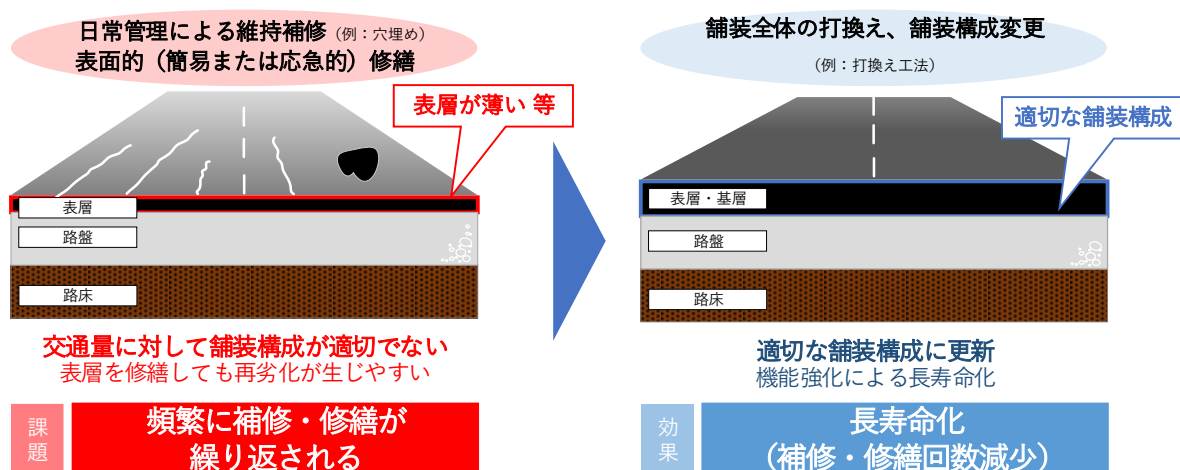 日常管理による維持補修（例：穴埋め）
表面的（簡易または応急的）修繕
表層が薄い 等
表層
路盤
路床
交通量に対して舗装構成が適切でない
表層を修繕しても再劣化が生じやすい
課題
頻繁に補修・修繕が
繰り返される
舗装全体の打換え、舗装構成変更
（例：打換え工法）
適切な舗装構成
表層・基層
路盤
路床
適切な舗装構成に更新
機能強化による長寿命化
効果
長寿命化
（補修・修繕回数減少）